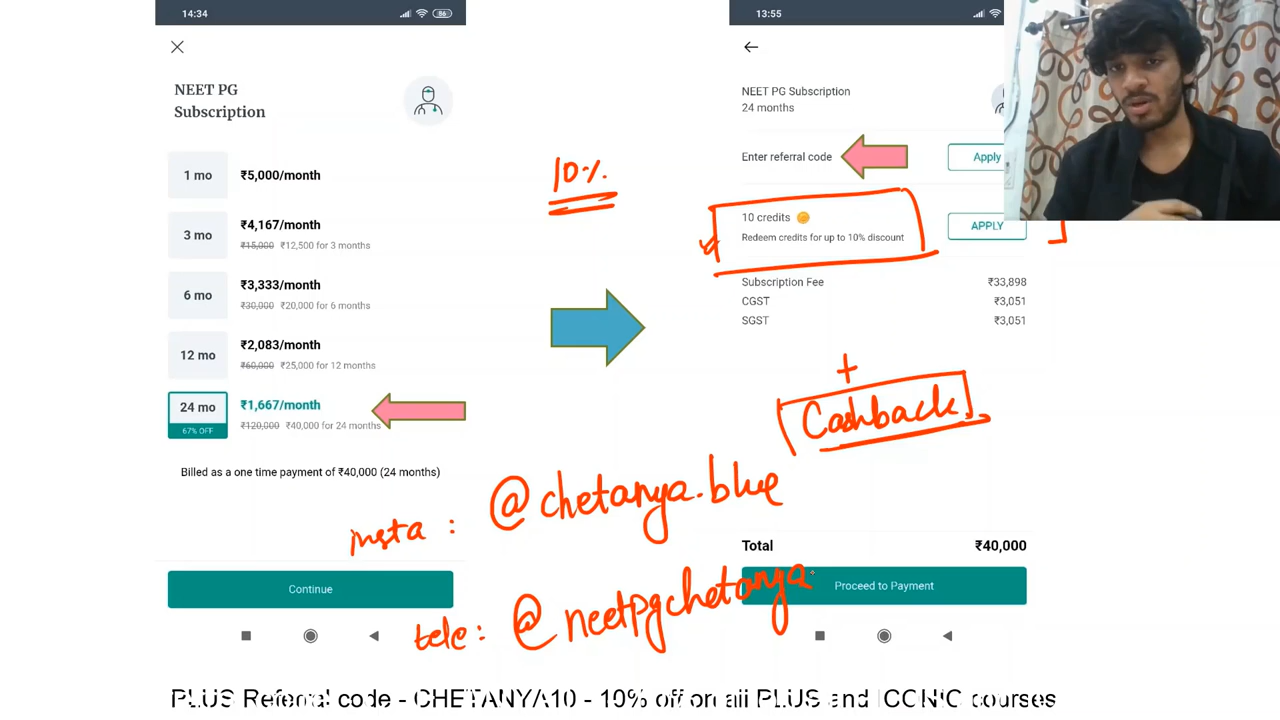 14:34
86
NEET PG
Subscription
1 mo ₹5,000/month
3 mo ₹4,167/month
₹15,000 ₹12,500 for 3 months
6 mo ₹3,333/month
₹30,000 ₹20,000 for 6 months
12 mo ₹2,083/month
₹60,000 ₹25,000 for 12 months
24 mo ₹1,667/month
67% OFF ₹120,000 ₹40,000 for 24 months
Billed as a one time payment of ₹40,000 (24 months)
Continue
10%
13:55
NEET PG Subscription
24 months
Enter referral code Apply
10 credits
Redeem credits for up to 10% discount APPLY
Subscription Fee ₹33,898
CGST ₹3,051
SGST ₹3,051
+
Cashback
Total ₹40,000
Proceed to Payment
insta : @chetanya.blue
tele : @neetpgchetanya
PLUS Referral code - CHETANYA10 - 10% off on all PLUS and ICONIC courses